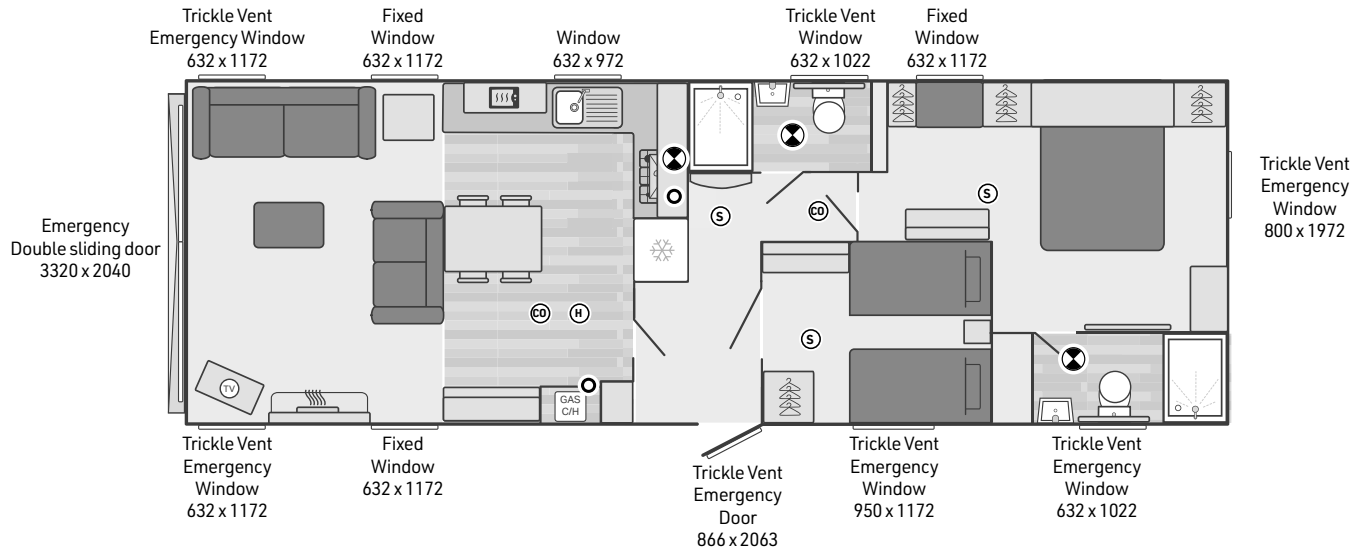 Trickle Vent
Emergency Window
632 x 1172
Fixed
Window
632 x 1172
Window
632 x 972
Trickle Vent
Window
632 x 1022
Fixed
Window
632 x 1172
Emergency
Double sliding door
3320 x 2040
Trickle Vent
Emergency
Window
800 x 1972
S
CO
S
CO
H
S
TV
GAS
C/H
Trickle Vent
Emergency
Window
632 x 1172
Fixed
Window
632 x 1172
Trickle Vent
Emergency
Door
866 x 2063
Trickle Vent
Emergency
Window
950 x 1172
Trickle Vent
Emergency
Window
632 x 1022